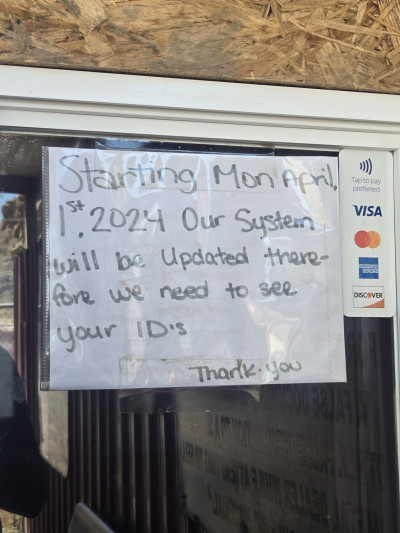 Starting Mon April,
1st, 2024 Our System
will be Updated there-
fore we need to see
your ID's
Thank you
Tap to pay
preferred
VISA
DISCOVER